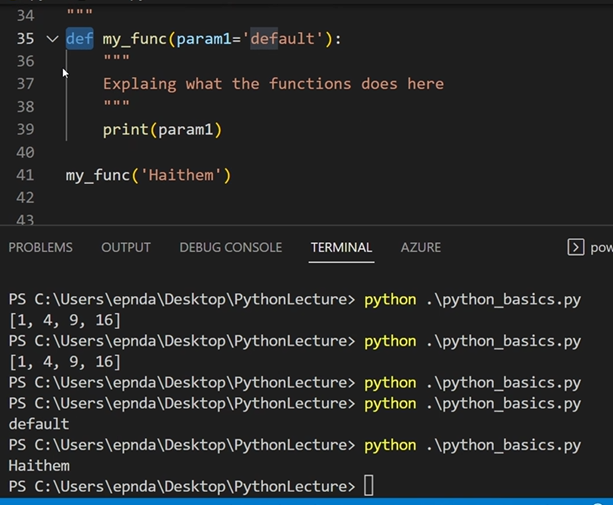 34 """
35 def my_func(param1='default'):
36 """
37 Explaing what the functions does here
38 """
39 print(param1)
40
41 my_func('Haithem')
42
43
PROBLEMS OUTPUT DEBUG CONSOLE TERMINAL AZURE pow
PS C:\Users\epnda\Desktop\PythonLecture> python .\python_basics.py
[1, 4, 9, 16]
PS C:\Users\epnda\Desktop\PythonLecture> python .\python_basics.py
[1, 4, 9, 16]
PS C:\Users\epnda\Desktop\PythonLecture> python .\python_basics.py
PS C:\Users\epnda\Desktop\PythonLecture> python .\python_basics.py
default
PS C:\Users\epnda\Desktop\PythonLecture> python .\python_basics.py
Haithem
PS C:\Users\epnda\Desktop\PythonLecture>